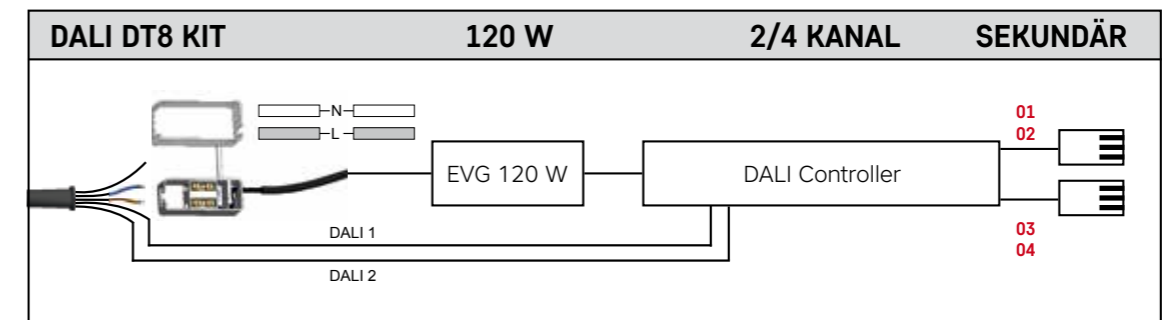 DALI DT8 KIT 120 W 2/4 KANAL SEKUNDÄR
N
L
01
02
EVG 120 W
DALI Controller
03
04
DALI 1
DALI 2